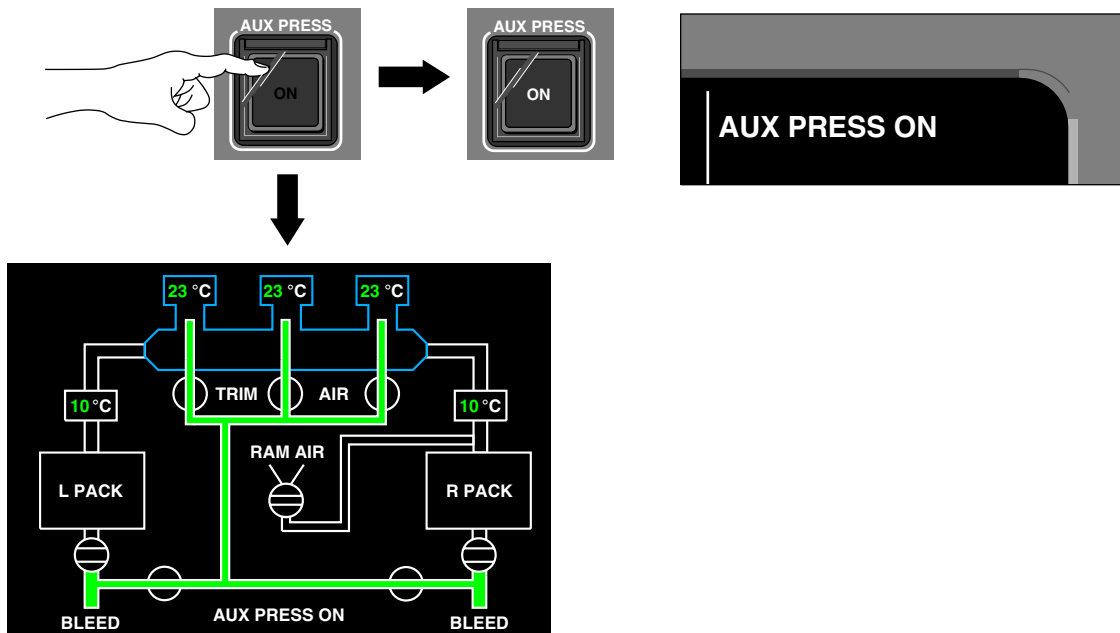 AUX PRESS
ON
AUX PRESS
ON
AUX PRESS ON
23 °C 23 °C 23 °C
TRIM AIR
10 °C 10 °C
RAM AIR
L PACK R PACK
AUX PRESS ON
BLEED BLEED